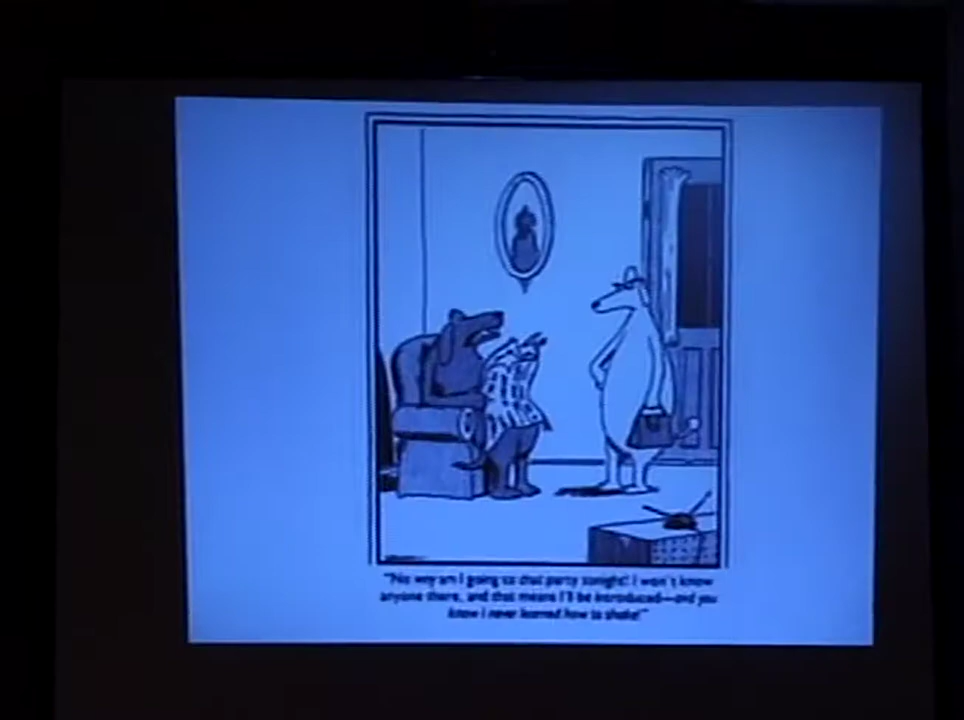 "No way am I going to that party tonight! I won't know
anyone there, and that means I'll be introduced—and you
know I never learned how to shake!"